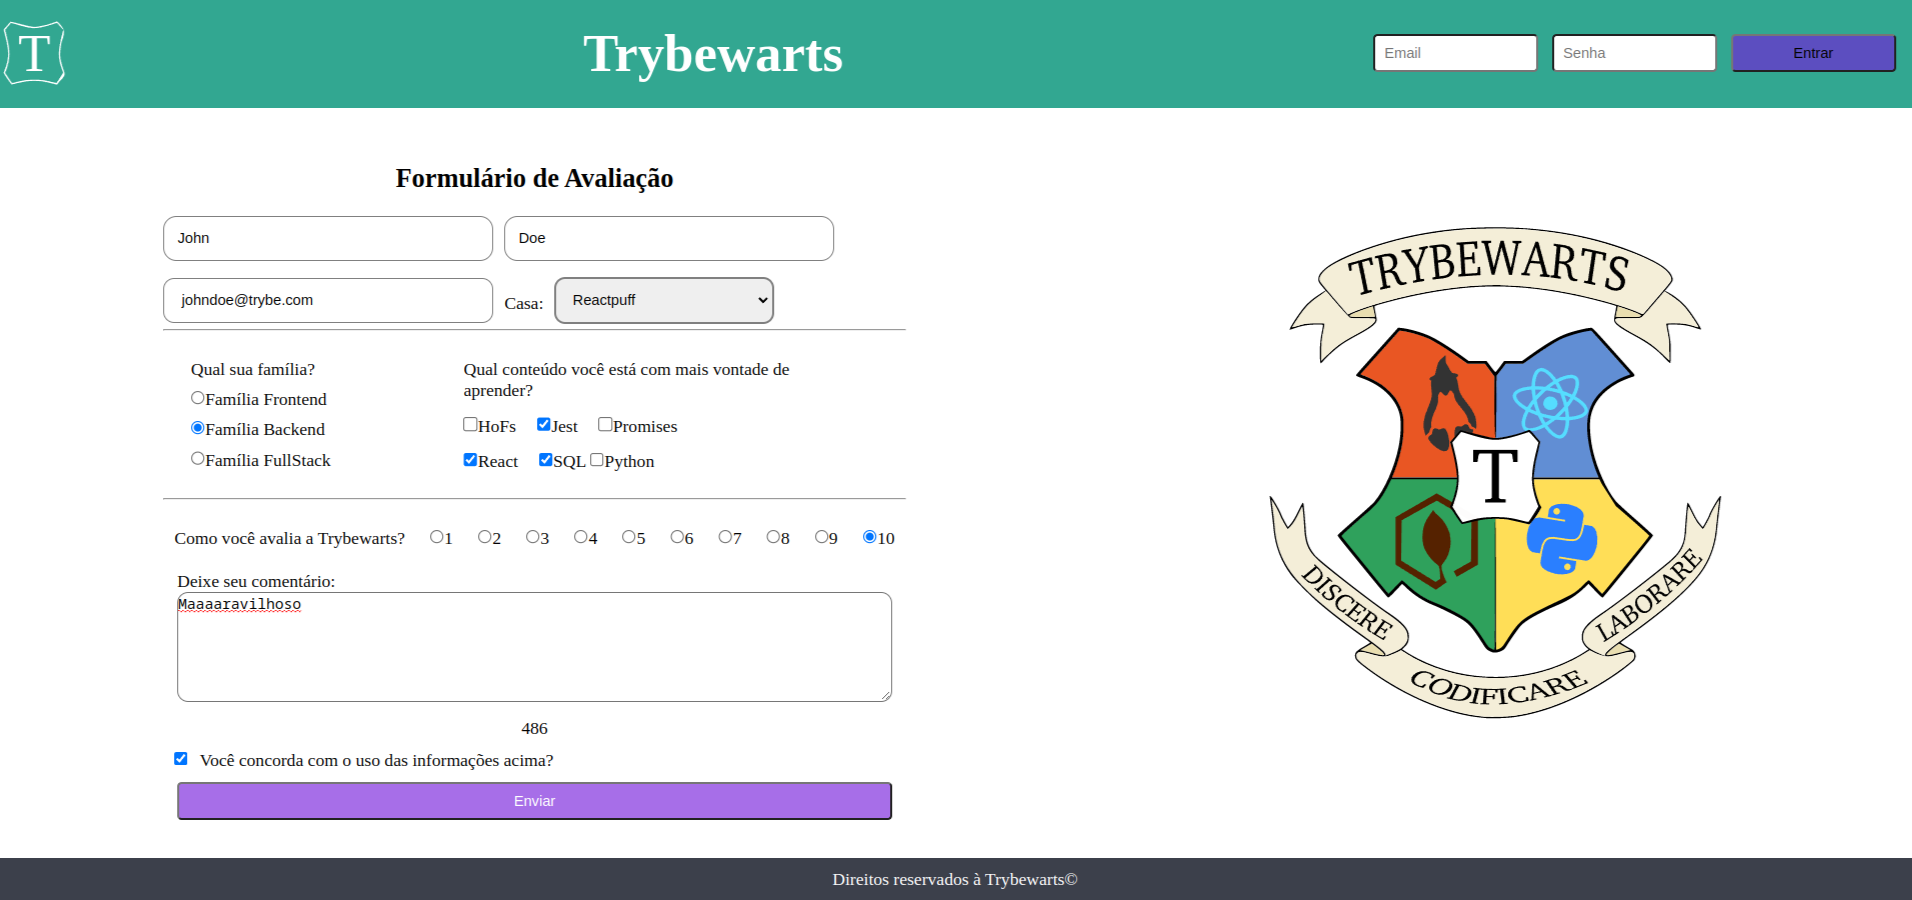 T
Trybewarts
Email
Senha
Entrar
Formulário de Avaliação
John
Doe
johndoe@trybe.com
Casa:
Reactpuff
Qual sua família?
Família Frontend
Família Backend
Família FullStack
Qual conteúdo você está com mais vontade de
aprender?
HoFs Jest Promises
React SQL Python
Como você avalia a Trybewarts? 1 2 3 4 5 6 7 8 9 10
Deixe seu comentário:
Maaaaravilhoso
486
Você concorda com o uso das informações acima?
Enviar
TRYBEWARTS
T
DISCERE
LABORARE
CODIFICARE
Direitos reservados à Trybewarts©